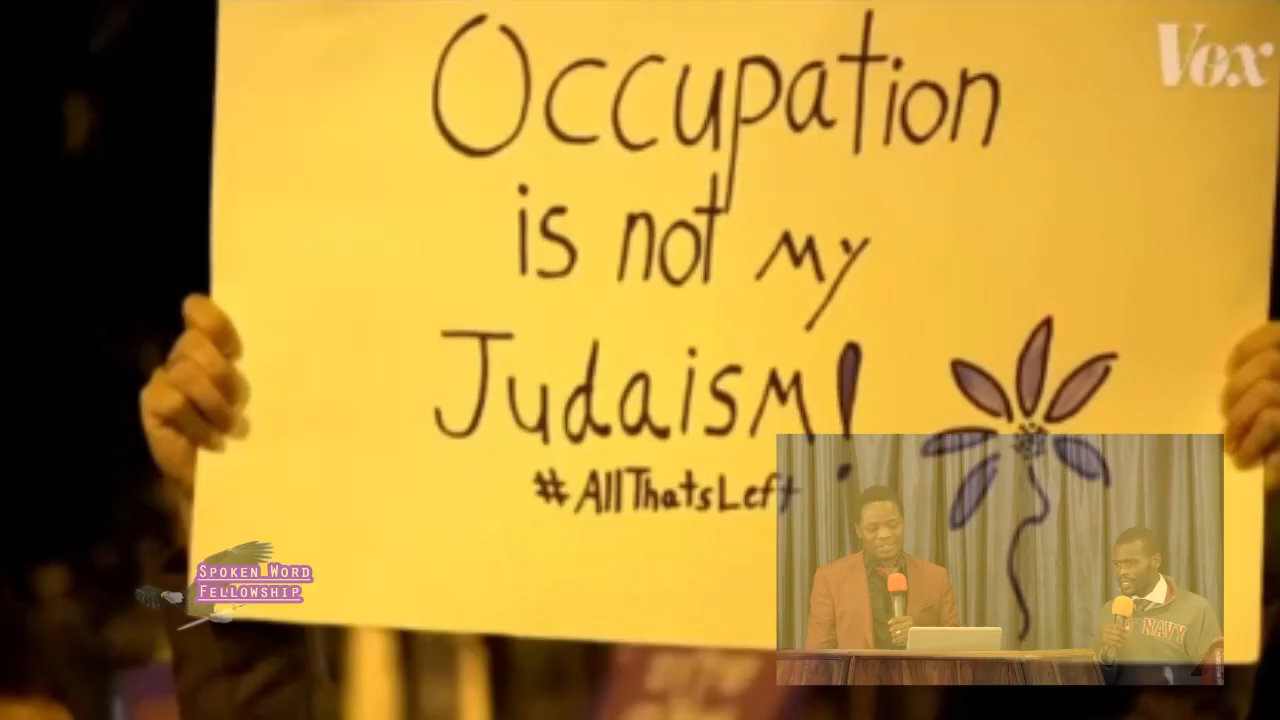 Vox
Occupation
is not my
Judaism!
#AllThatsLeft
SPOKEN WORD
FELLOWSHIP
NAVY